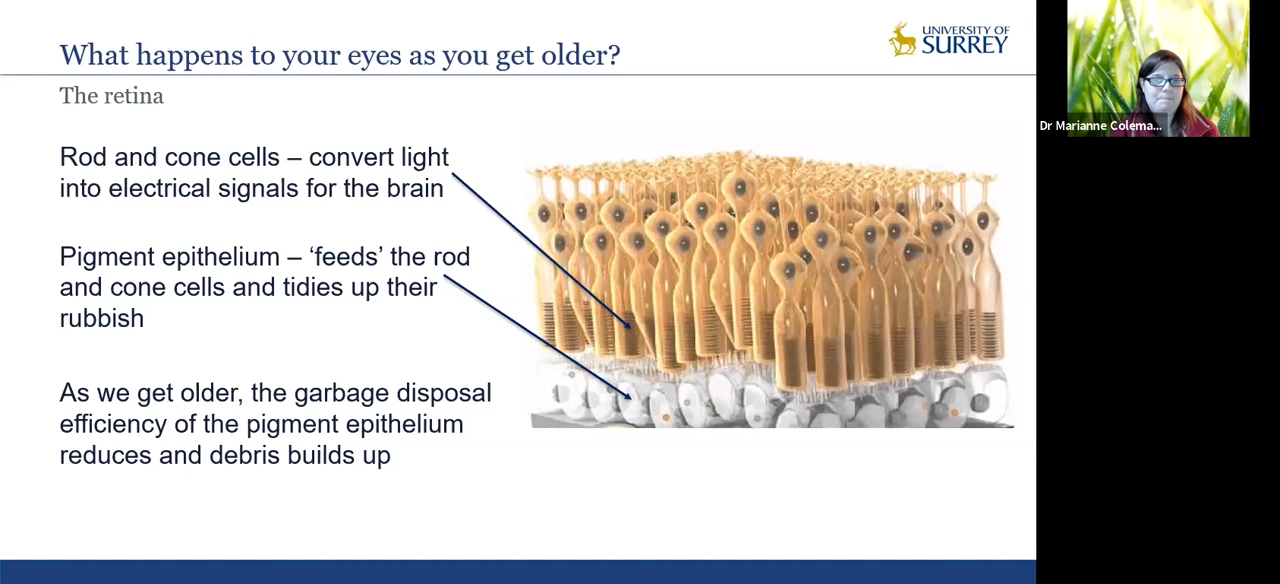 What happens to your eyes as you get older?
UNIVERSITY OF
SURREY
The retina
Rod and cone cells – convert light
into electrical signals for the brain
Pigment epithelium – ‘feeds’ the rod
and cone cells and tidies up their
rubbish
As we get older, the garbage disposal
efficiency of the pigment epithelium
reduces and debris builds up
Dr Marianne Colema...